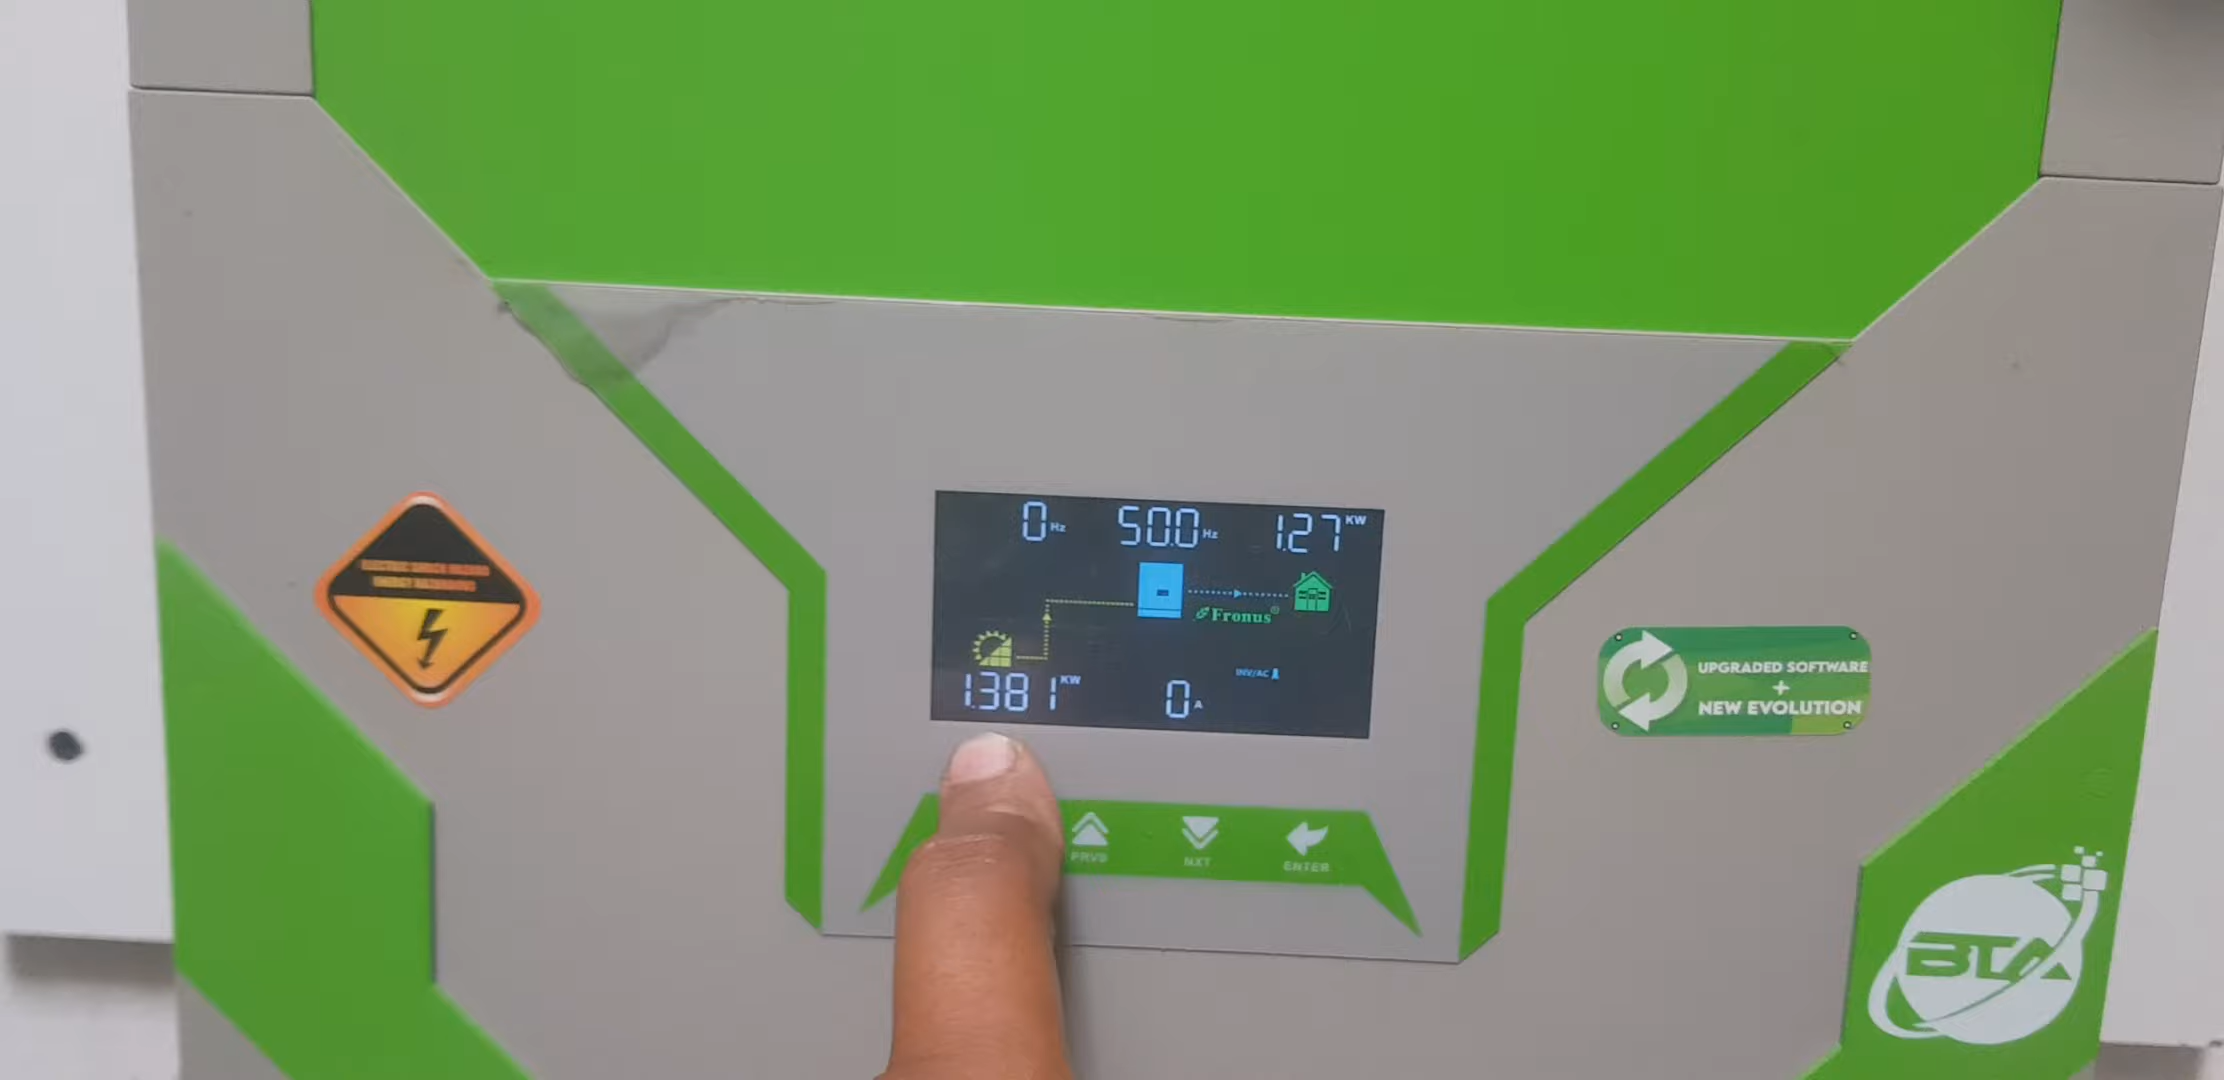 0 Hz 50.0 Hz 1.27 KW
Fronus®
INV/AC
1.381 KW 0 A
UPGRADED SOFTWARE
+
NEW EVOLUTION
PRVS NXT ENTER
BTA